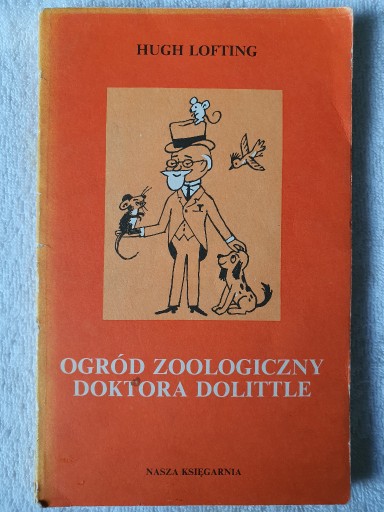 HUGH LOFTING
OGRÓD ZOOLOGICZNY
DOKTORA DOLITTLE
NASZA KSIĘGARNIA